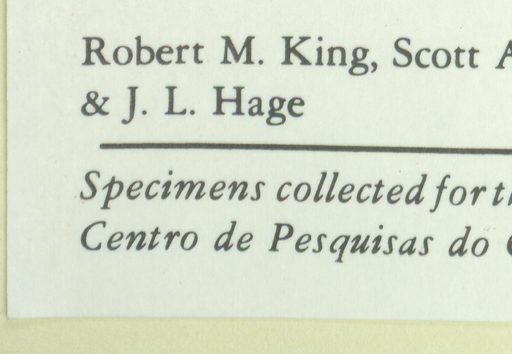 Robert M. King, Scott
& J. L. Hage
Specimens collected for
Centro de Pesquisas do